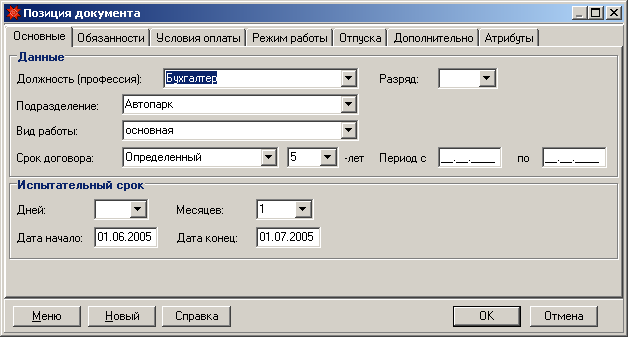 Позиция документа
Основные Обязанности Условия оплаты Режим работы Отпуска Дополнительно Атрибуты
Данные
Должность (профессия): Бухгалтер Разряд:
Подразделение: Автопарк
Вид работы: основная
Срок договора: Определенный 5 -лет Период с __.__.____ по __.__.____
Испытательный срок
Дней: Месяцев: 1
Дата начало: 01.06.2005 Дата конец: 01.07.2005
Меню Новый Справка OK Отмена